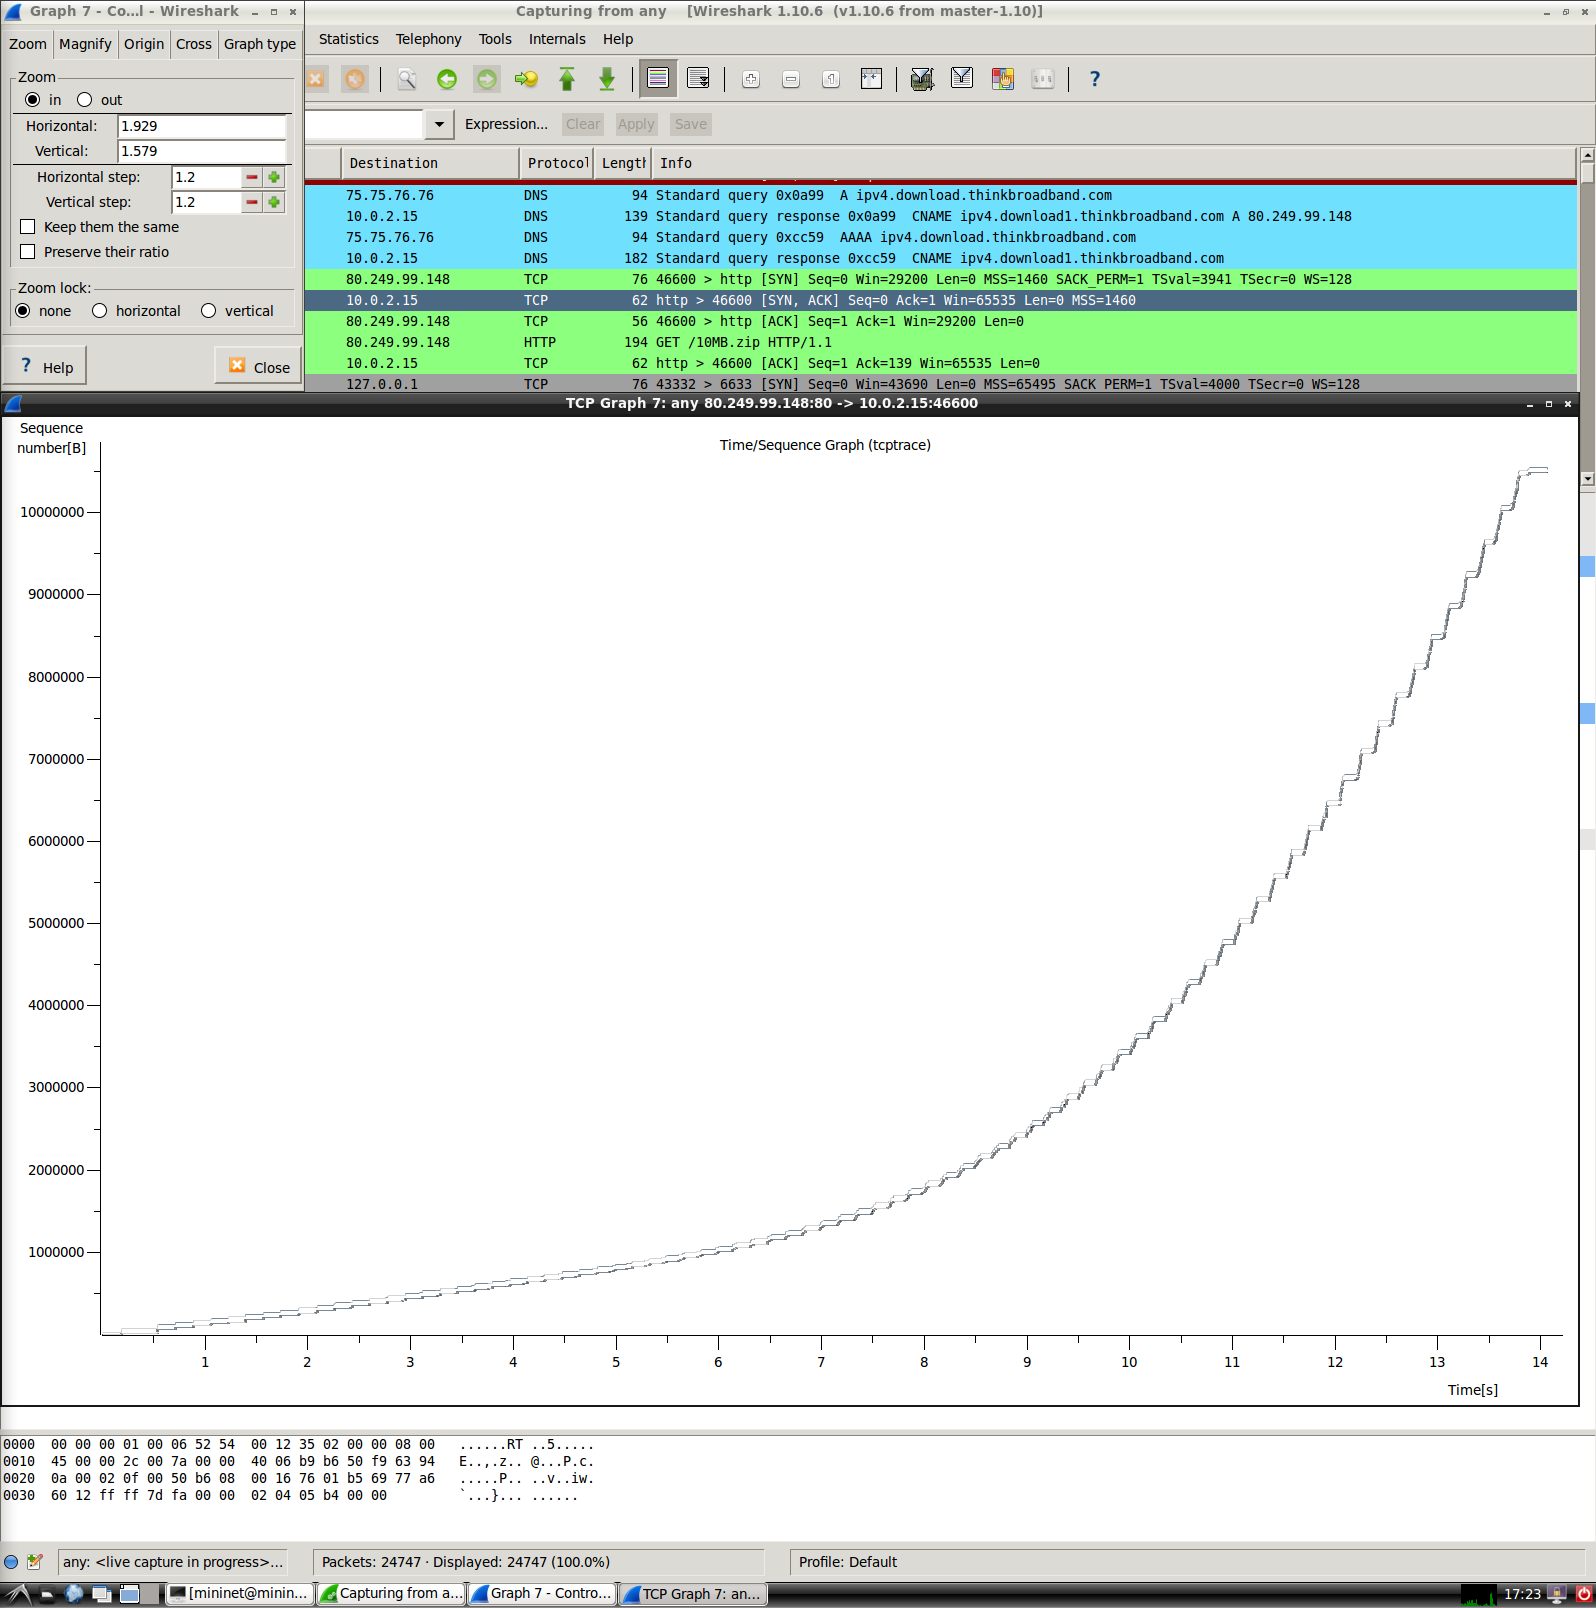 Graph 7 - Co...l - Wireshark
Capturing from any [Wireshark 1.10.6 (v1.10.6 from master-1.10)]
Zoom Magnify Origin Cross Graph type
Statistics Telephony Tools Internals Help
Zoom
in out
Horizontal: 1.929
Vertical: 1.579
Horizontal step: 1.2
Vertical step: 1.2
Keep them the same
Preserve their ratio
Zoom lock:
none horizontal vertical
Help Close
Expression... Clear Apply Save
Destination Protocol Length Info
75.75.76.76 DNS 94 Standard query 0x0a99 A ipv4.download.thinkbroadband.com
10.0.2.15 DNS 139 Standard query response 0x0a99 CNAME ipv4.download1.thinkbroadband.com A 80.249.99.148
75.75.76.76 DNS 94 Standard query 0xcc59 AAAA ipv4.download.thinkbroadband.com
10.0.2.15 DNS 182 Standard query response 0xcc59 CNAME ipv4.download1.thinkbroadband.com
80.249.99.148 TCP 76 46600 > http [SYN] Seq=0 Win=29200 Len=0 MSS=1460 SACK_PERM=1 TSval=3941 TSecr=0 WS=128
10.0.2.15 TCP 62 http > 46600 [SYN, ACK] Seq=0 Ack=1 Win=65535 Len=0 MSS=1460
80.249.99.148 TCP 56 46600 > http [ACK] Seq=1 Ack=1 Win=29200 Len=0
80.249.99.148 HTTP 194 GET /10MB.zip HTTP/1.1
10.0.2.15 TCP 62 http > 46600 [ACK] Seq=1 Ack=139 Win=65535 Len=0
127.0.0.1 TCP 76 43332 > 6633 [SYN] Seq=0 Win=43690 Len=0 MSS=65495 SACK_PERM=1 TSval=4000 TSecr=0 WS=128
TCP Graph 7: any 80.249.99.148:80 -> 10.0.2.15:46600
Sequence
number[B]
Time/Sequence Graph (tcptrace)
10000000
9000000
8000000
7000000
6000000
5000000
4000000
3000000
2000000
1000000
1 2 3 4 5 6 7 8 9 10 11 12 13 14
Time[s]
0000 00 00 00 01 00 06 52 54 00 12 35 02 00 00 08 00 ......RT ..5.....
0010 45 00 00 2c 00 7a 00 00 40 06 b9 b6 50 f9 63 94 E..,.z.. @...P.c.
0020 0a 00 02 0f 00 50 b6 08 00 16 76 01 b5 69 77 a6 .....P.. ..v..iw.
0030 60 12 ff ff 7d fa 00 00 02 04 05 b4 00 00 `...}... ......
any: <live capture in progress>... Packets: 24747 · Displayed: 24747 (100.0%) Profile: Default
[mininet@minin... Capturing from a... Graph 7 - Contro... TCP Graph 7: an... 17:23